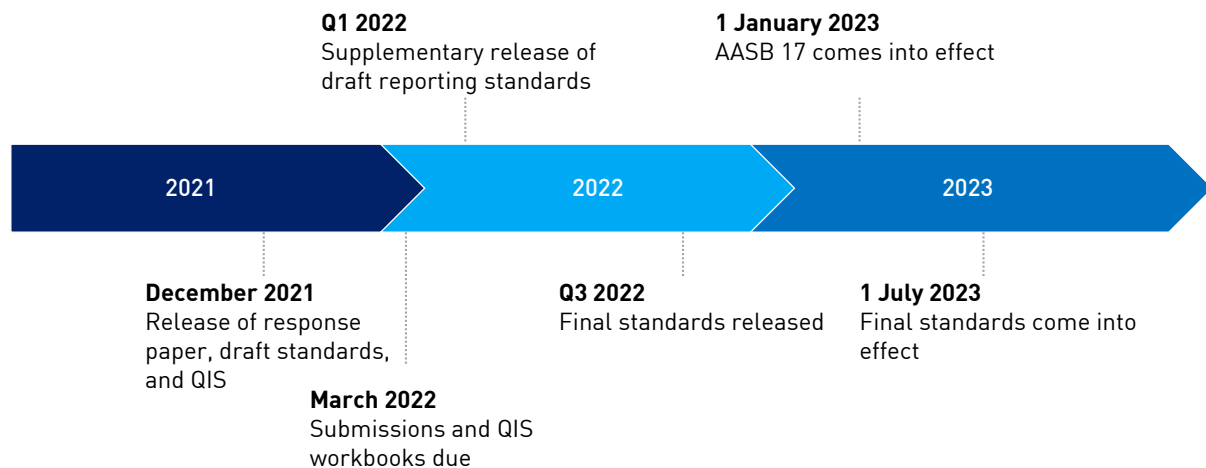 Q1 2022
Supplementary release of
draft reporting standards
1 January 2023
AASB 17 comes into effect
2021
2022
2023
December 2021
Release of response
paper, draft standards,
and QIS
March 2022
Submissions and QIS
workbooks due
Q3 2022
Final standards released
1 July 2023
Final standards come into
effect